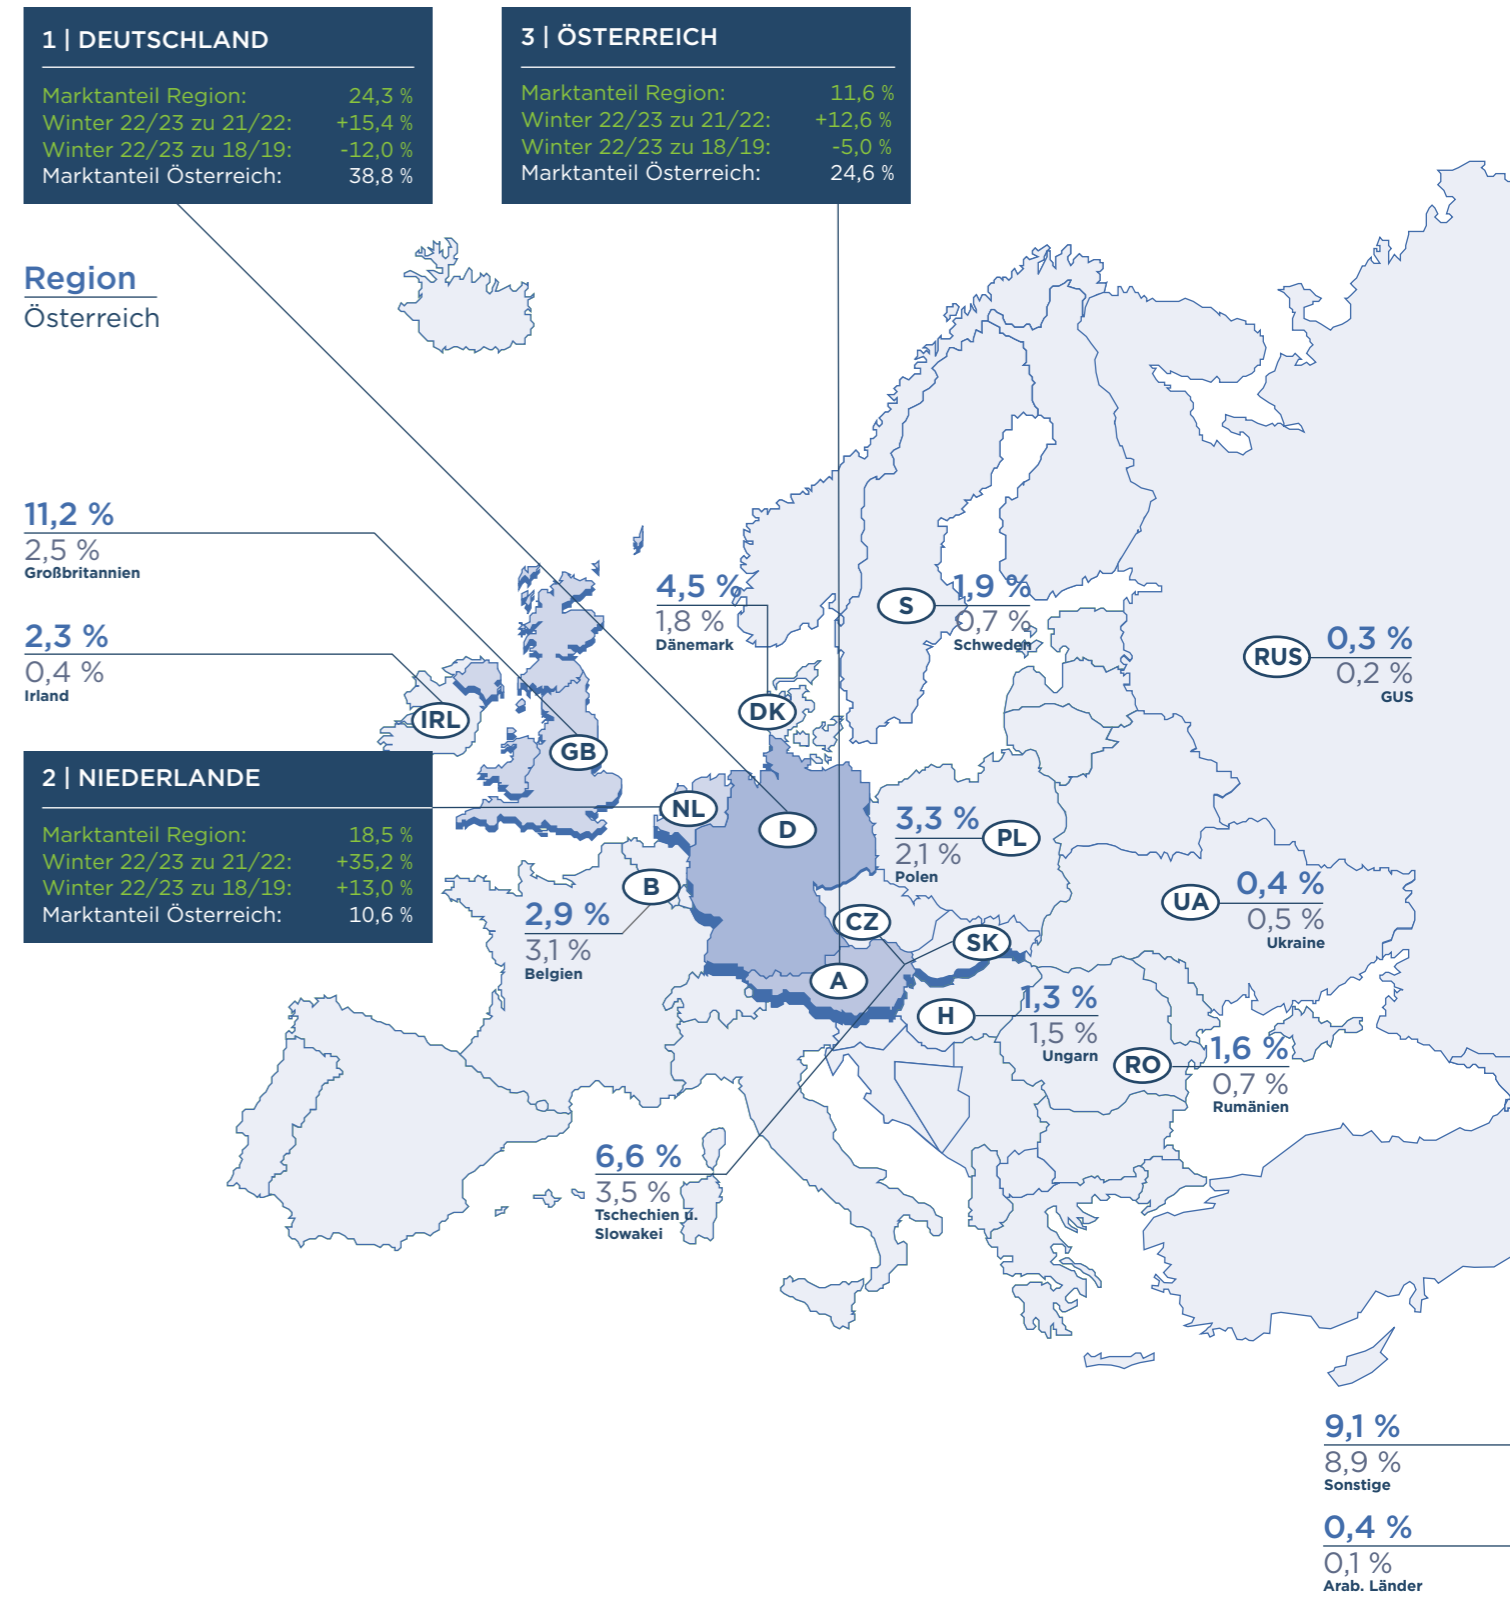 1 | DEUTSCHLAND
Marktanteil Region: 24,3 %
Winter 22/23 zu 21/22: +15,4 %
Winter 22/23 zu 18/19: -12,0 %
Marktanteil Österreich: 38,8 %
3 | ÖSTERREICH
Marktanteil Region: 11,6 %
Winter 22/23 zu 21/22: +12,6 %
Winter 22/23 zu 18/19: -5,0 %
Marktanteil Österreich: 24,6 %
Region
Österreich
11,2 %
2,5 %
Großbritannien
2,3 %
0,4 %
Irland
4,5 %
1,8 %
Dänemark
S
1,9 %
0,7 %
Schweden
RUS
0,3 %
0,2 %
GUS
IRL
GB
DK
2 | NIEDERLANDE
Marktanteil Region: 18,5 %
Winter 22/23 zu 21/22: +35,2 %
Winter 22/23 zu 18/19: +13,0 %
Marktanteil Österreich: 10,6 %
NL
D
3,3 %
2,1 %
Polen
PL
B
2,9 %
3,1 %
Belgien
CZ
SK
UA
0,4 %
0,5 %
Ukraine
A
H
1,3 %
1,5 %
Ungarn
RO
1,6 %
0,7 %
Rumänien
6,6 %
3,5 %
Tschechien u.
Slowakei
9,1 %
8,9 %
Sonstige
0,4 %
0,1 %
Arab. Länder